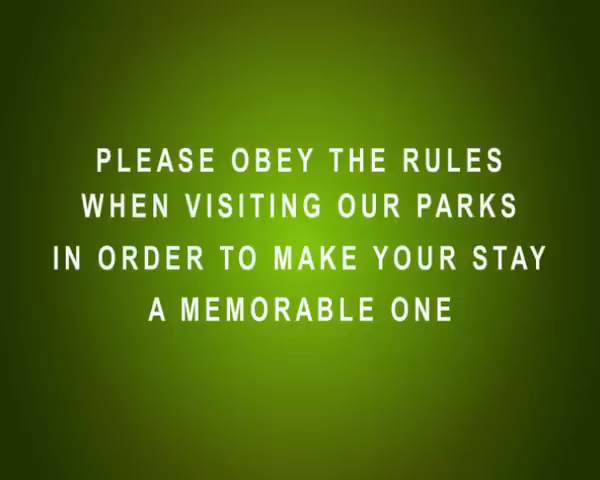 PLEASE OBEY THE RULES
WHEN VISITING OUR PARKS
IN ORDER TO MAKE YOUR STAY
A MEMORABLE ONE